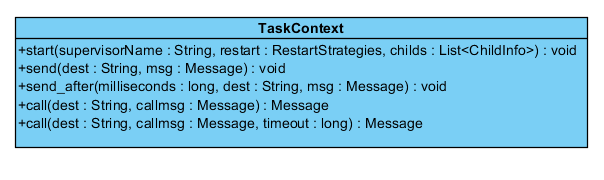 TaskContext
+start(supervisorName : String, restart : RestartStrategies, childs : List<ChildInfo>) : void
+send(dest : String, msg : Message) : void
+send_after(milliseconds : long, dest : String, msg : Message) : void
+call(dest : String, callmsg : Message) : Message
+call(dest : String, callmsg : Message, timeout : long) : Message